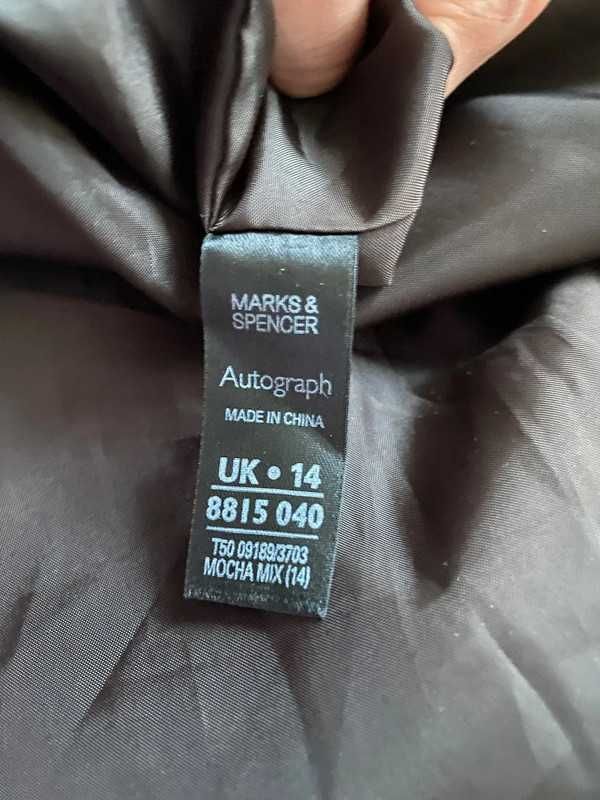 MARKS &
SPENCER
Autograph
MADE IN CHINA
UK • 14
8815 040
T50 09189/3703
MOCHA MIX (14)